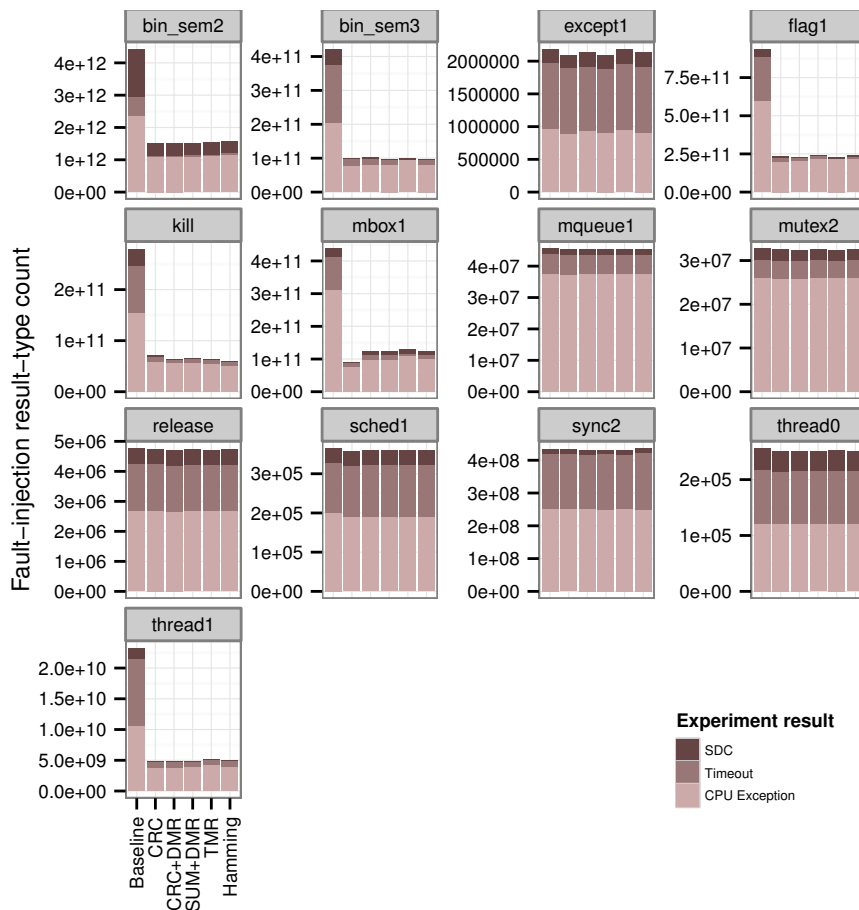 bin_sem2 bin_sem3 except1 flag1
4e+12 3e+12 2e+12 1e+12 0e+00
4e+11 3e+11 2e+11 1e+11 0e+00
2000000 1500000 1000000 500000 0
7.5e+11 5.0e+11 2.5e+11 0.0e+00
kill mbox1 mqueue1 mutex2
2e+11 1e+11 0e+00
4e+11 3e+11 2e+11 1e+11 0e+00
4e+07 3e+07 2e+07 1e+07 0e+00
3e+07 2e+07 1e+07 0e+00
Fault−injection result−type count
release sched1 sync2 thread0
5e+06 4e+06 3e+06 2e+06 1e+06 0e+00
3e+05 2e+05 1e+05 0e+00
4e+08 3e+08 2e+08 1e+08 0e+00
2e+05 1e+05 0e+00
thread1
2.0e+10 1.5e+10 1.0e+10 5.0e+09 0.0e+00
Baseline
CRC
CRC+DMR
SUM+DMR
TMR
Hamming
Experiment result
SDC
Timeout
CPU Exception